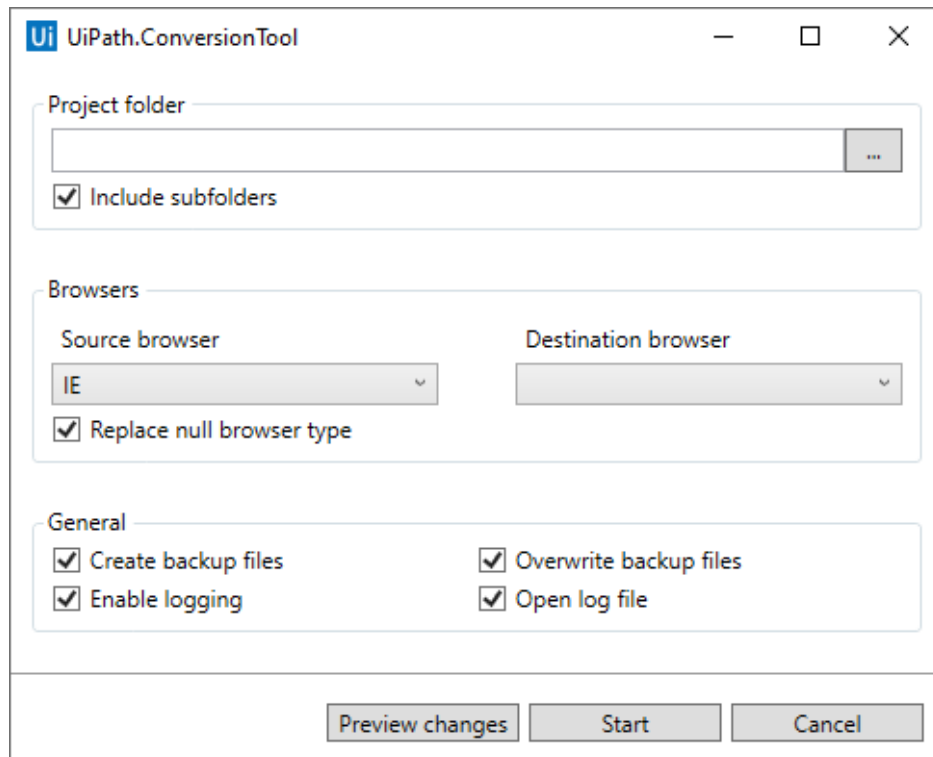 Ui UiPath.ConversionTool
Project folder
...
Include subfolders
Browsers
Source browser Destination browser
IE
Replace null browser type
General
Create backup files Overwrite backup files
Enable logging Open log file
Preview changes Start Cancel